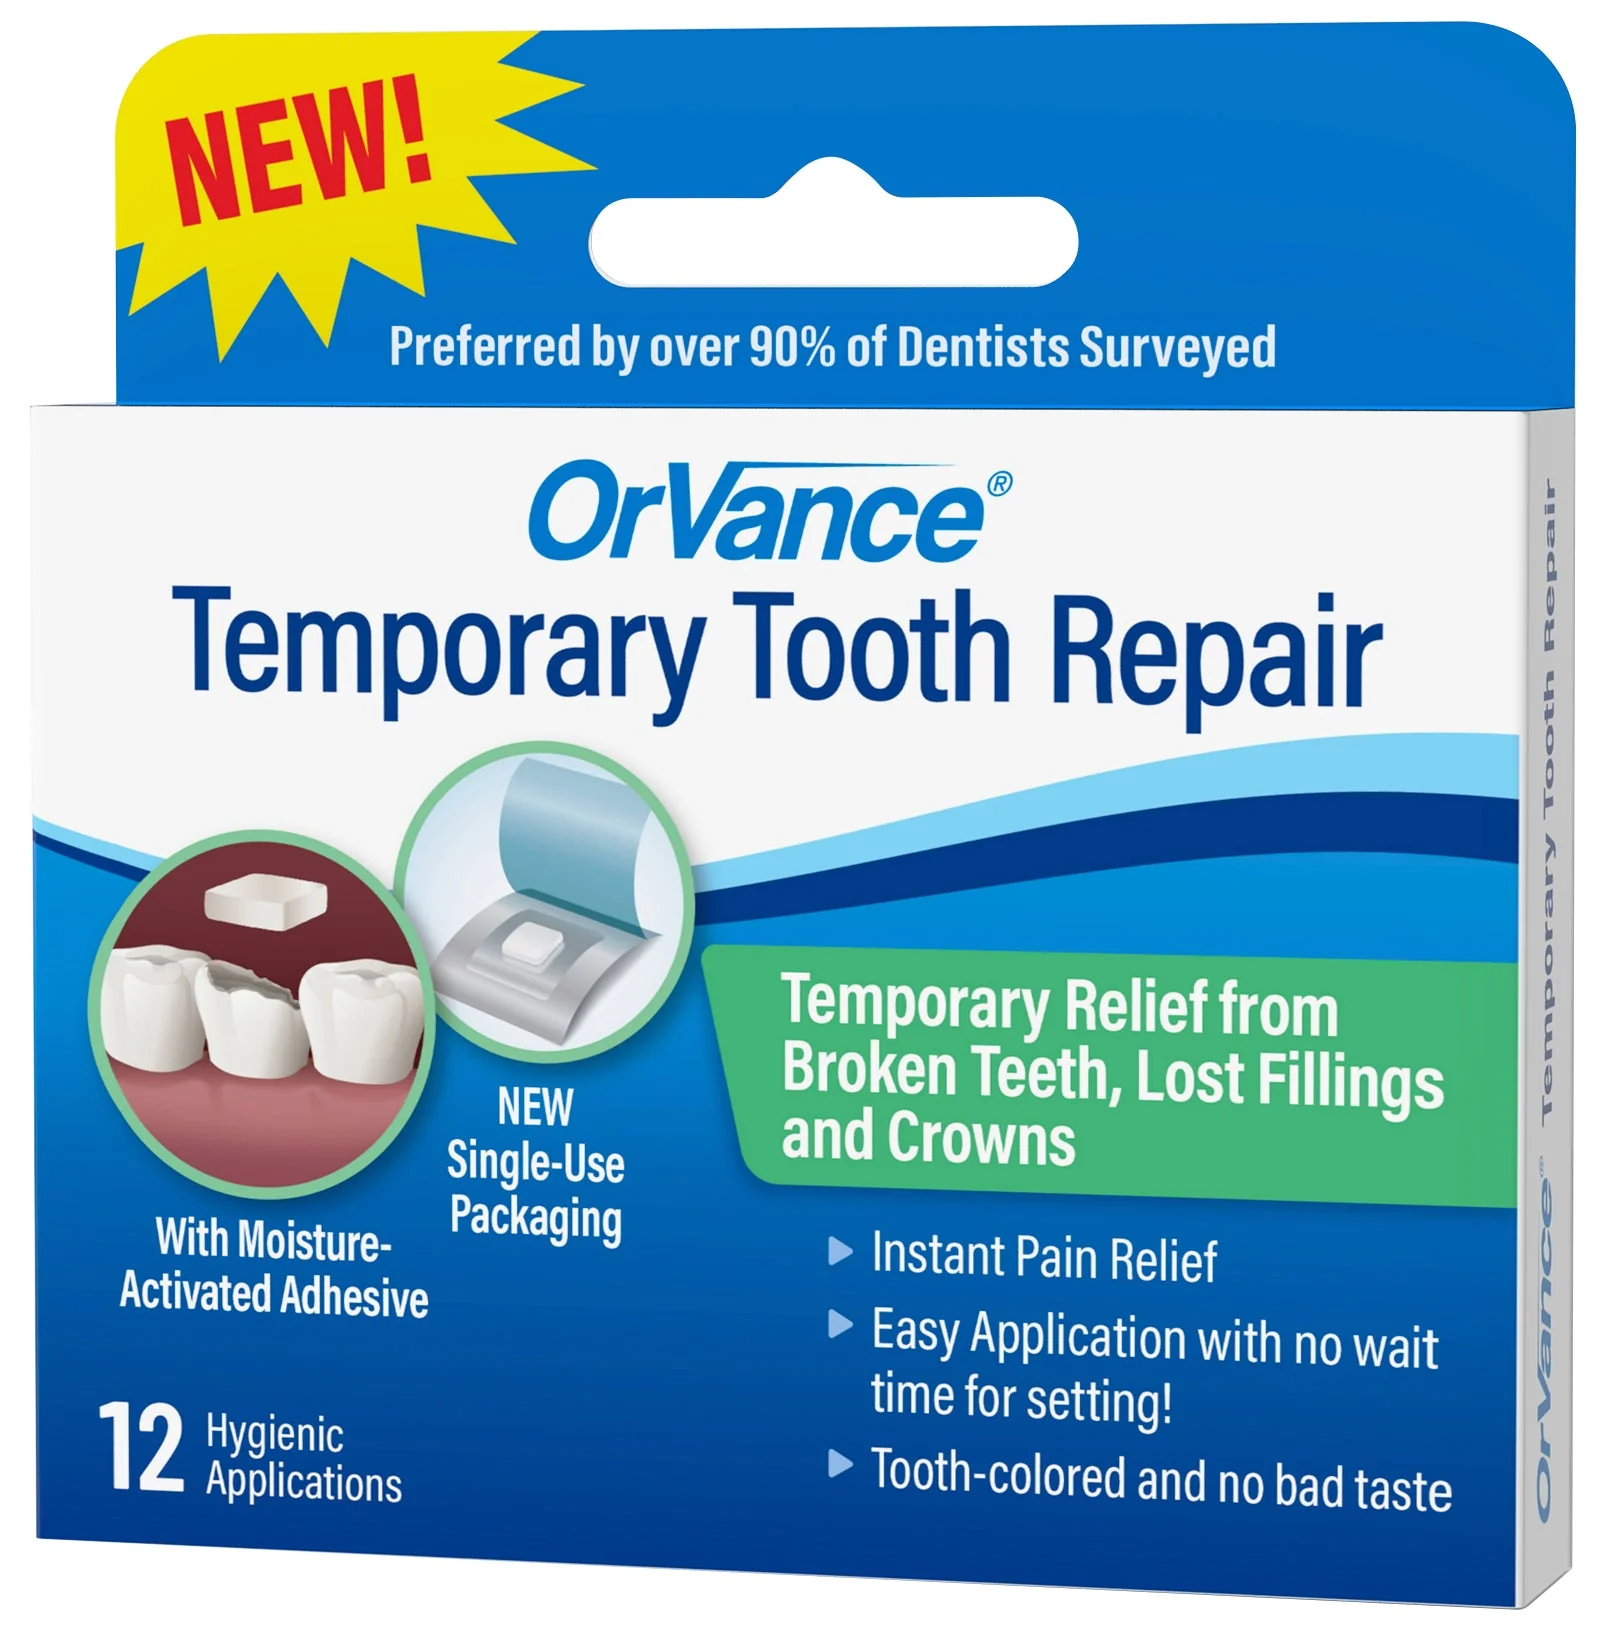 NEW!
Preferred by over 90% of Dentists Surveyed
OrVance®
Temporary Tooth Repair
NEW
Single-Use
Packaging
With Moisture-
Activated Adhesive
12 Hygienic
Applications
Temporary Relief from
Broken Teeth, Lost Fillings
and Crowns
Instant Pain Relief
Easy Application with no wait
time for setting!
Tooth-colored and no bad taste
OrVance® Temporary Tooth Repair